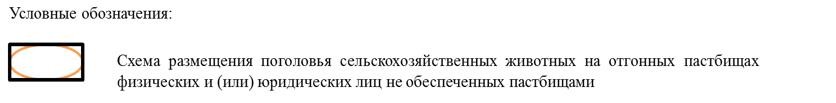 Условные обозначения:
Схема размещения поголовья сельскохозяйственных животных на отгонных пастбищах
физических и (или) юридических лиц не обеспеченных пастбищами